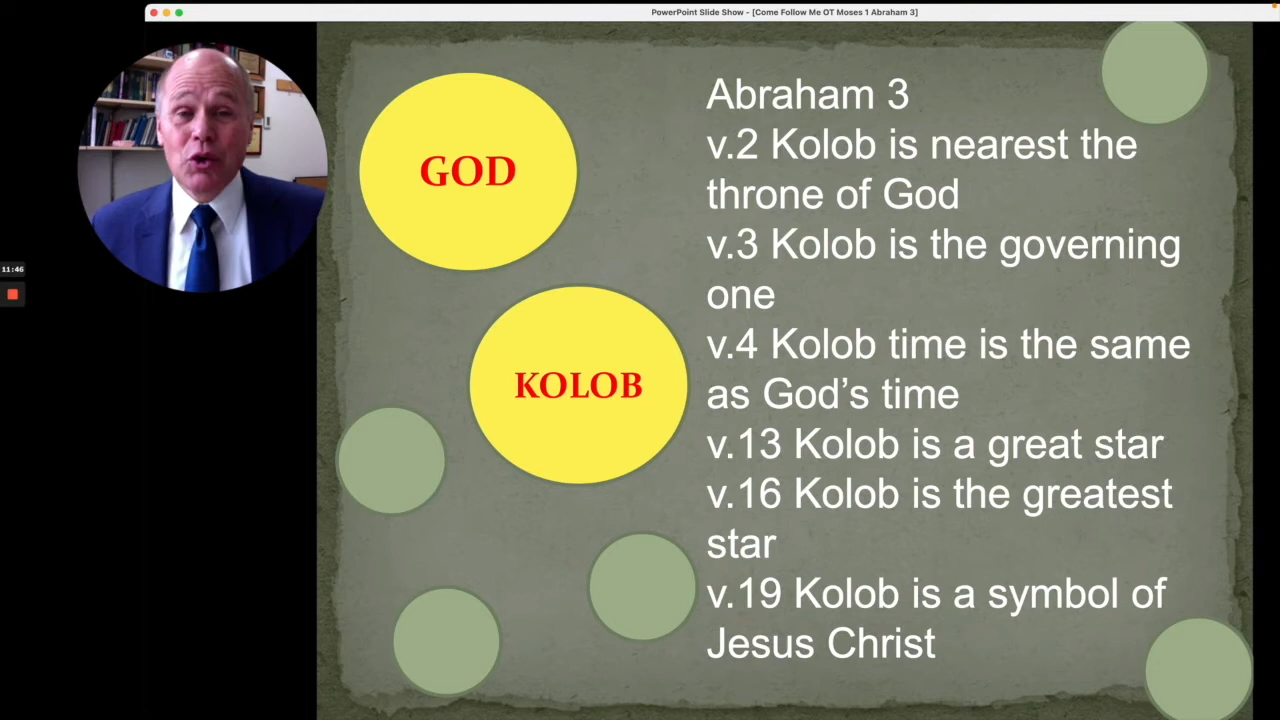 PowerPoint Slide Show - [Come Follow Me OT Moses 1 Abraham 3]
GOD
KOLOB
11:46
Abraham 3
v.2 Kolob is nearest the
throne of God
v.3 Kolob is the governing
one
v.4 Kolob time is the same
as God’s time
v.13 Kolob is a great star
v.16 Kolob is the greatest
star
v.19 Kolob is a symbol of
Jesus Christ